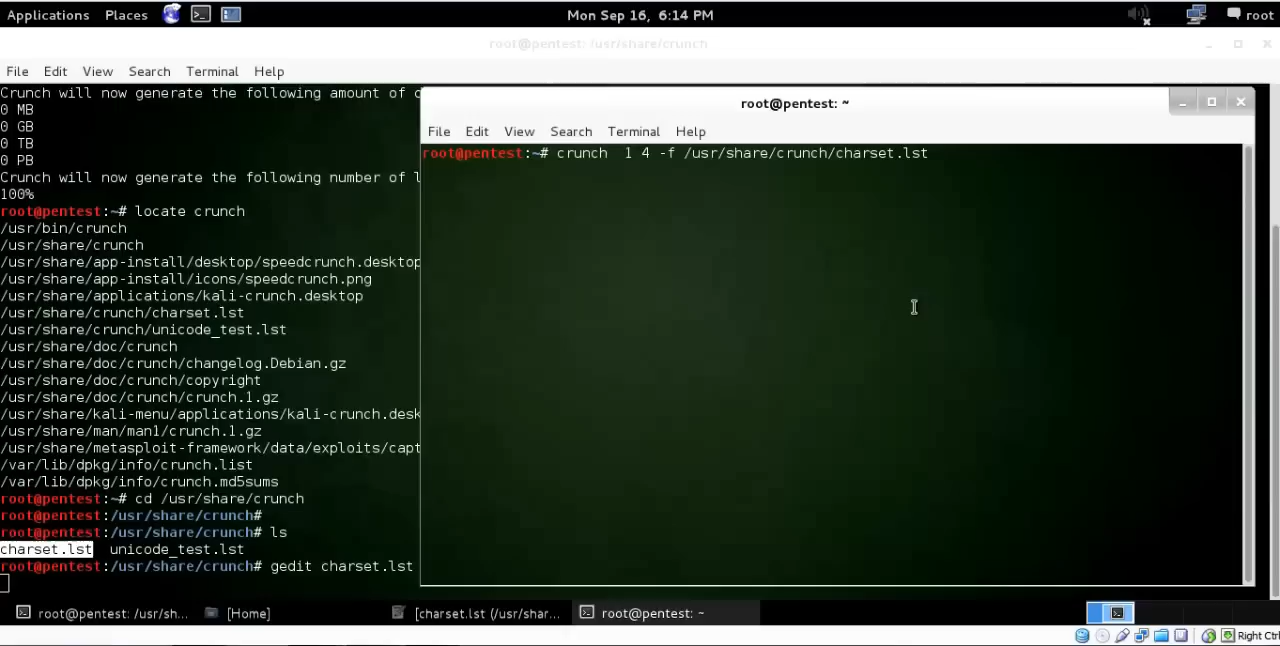 Applications Places Mon Sep 16, 6:14 PM root
root@pentest: /usr/share/crunch
File Edit View Search Terminal Help
Crunch will now generate the following amount of
0 MB
0 GB
0 TB
0 PB
Crunch will now generate the following number of
100%
root@pentest:~# locate crunch
/usr/bin/crunch
/usr/share/crunch
/usr/share/app-install/desktop/speedcrunch.desktop
/usr/share/app-install/icons/speedcrunch.png
/usr/share/applications/kali-crunch.desktop
/usr/share/crunch/charset.lst
/usr/share/crunch/unicode_test.lst
/usr/share/doc/crunch
/usr/share/doc/crunch/changelog.Debian.gz
/usr/share/doc/crunch/copyright
/usr/share/doc/crunch/crunch.1.gz
/usr/share/kali-menu/applications/kali-crunch.desk
/usr/share/man/man1/crunch.1.gz
/usr/share/metasploit-framework/data/exploits/capt
/var/lib/dpkg/info/crunch.list
/var/lib/dpkg/info/crunch.md5sums
root@pentest:~# cd /usr/share/crunch
root@pentest:/usr/share/crunch#
root@pentest:/usr/share/crunch# ls
charset.lst unicode_test.lst
root@pentest:/usr/share/crunch# gedit charset.lst
root@pentest: ~
File Edit View Search Terminal Help
root@pentest:~# crunch 1 4 -f /usr/share/crunch/charset.lst
root@pentest: /usr/sh... [Home] [charset.lst (/usr/shar... root@pentest: ~
Right Ctrl